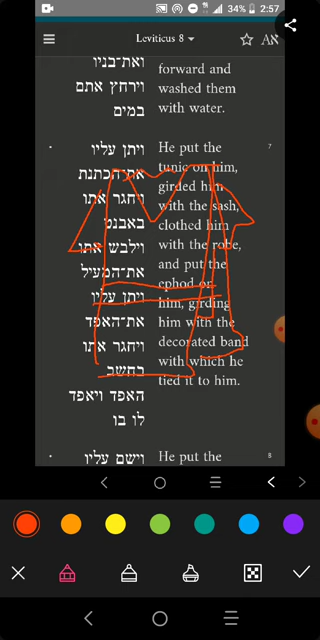 34% 2:57
Leviticus 8
אA
ואת־בניו
וירחץ אתם
במים
forward and
washed them
with water.
7
ויתן עליו
את־הכתנת
ויחגר אתו
באבנט
וילבש אתו
את־המעיל
ויתן עליו
את־האפד
ויחגר אתו
בחשב
האפד ויאפד
לו בו
He put the
tunic on him,
girded him
with the sash,
clothed him
with the robe,
and put the
ephod on
him, girding
him with the
decorated band
with which he
tied it to him.
8
וישם עליו
He put the